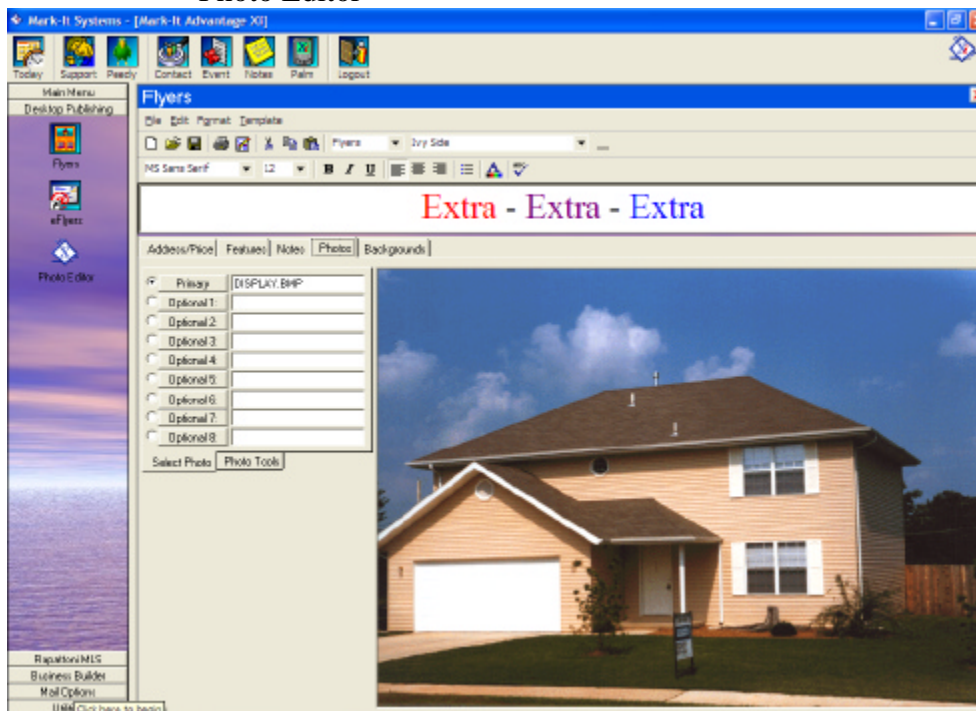 Photo Editor
Mark-It Systems - [Mark-It Advantage XI]
Today Support Peedy Contact Event Notes Palm Logout
Main Menu
Desktop Publishing
Flyers
eFlyers
Photo Editor
Rapattoni MLS
Business Builder
Mail Options
Click here to begin
Flyers
File Edit Format Template
Flyers Ivy Side
MS Sans Serif 12 B I U
Extra - Extra - Extra
Address/Price Features Notes Photos Backgrounds
Primary DISPLAY.BMP
Optional 1:
Optional 2:
Optional 3:
Optional 4:
Optional 5:
Optional 6:
Optional 7:
Optional 8:
Select Photo Photo Tools